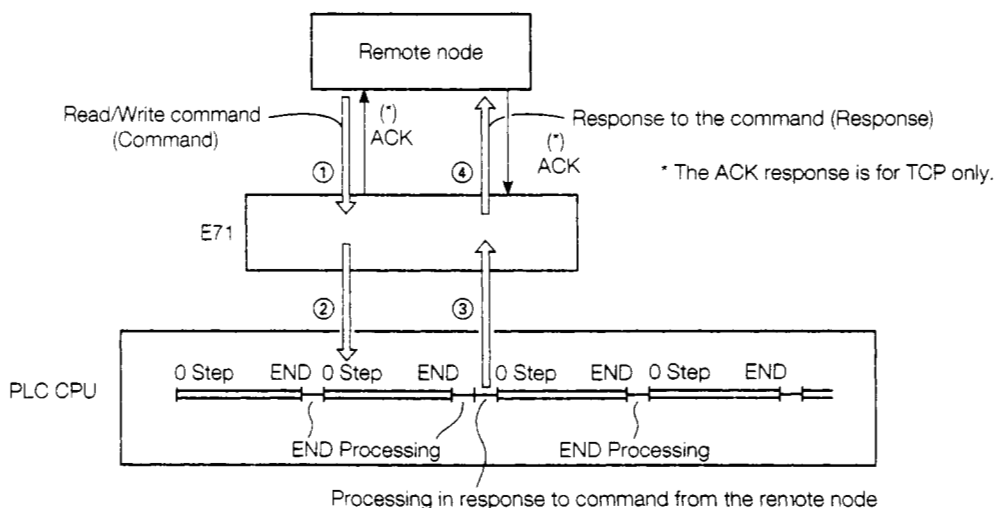 Remote node
Read/Write command
(Command)
(*)
ACK
Response to the command (Response)
(*)
ACK
* The ACK response is for TCP only.
①
④
E71
②
③
PLC CPU
0 Step END 0 Step END 0 Step END 0 Step END
END Processing
END Processing
Processing in response to command from the remote node